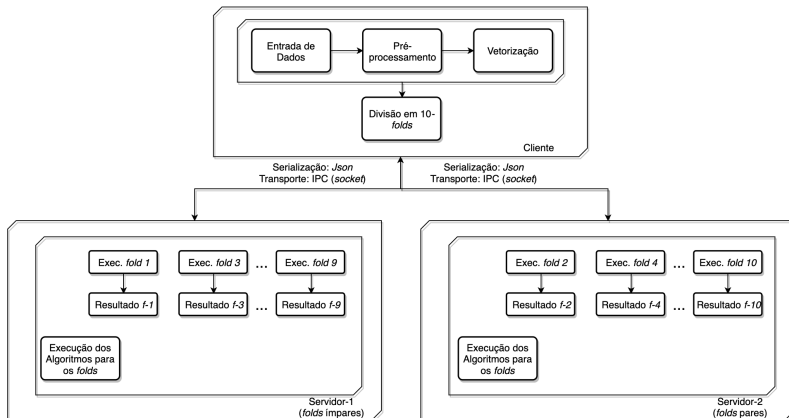 Entrada de
Dados
Pré-
processamento
Vetorização
Divisão em 10-
folds
Cliente
Serialização: Json
Transporte: IPC (socket)
Serialização: Json
Transporte: IPC (socket)
Exec. fold 1
Exec. fold 3
...
Exec. fold 9
Resultado f-1
Resultado f-3
...
Resultado f-9
Execução dos
Algoritmos para
os folds
Servidor-1
(folds impares)
Exec. fold 2
Exec. fold 4
...
Exec. fold 10
Resultado f-2
Resultado f-4
...
Resultado f-10
Execução dos
Algoritmos para
os folds
Servidor-2
(folds pares)